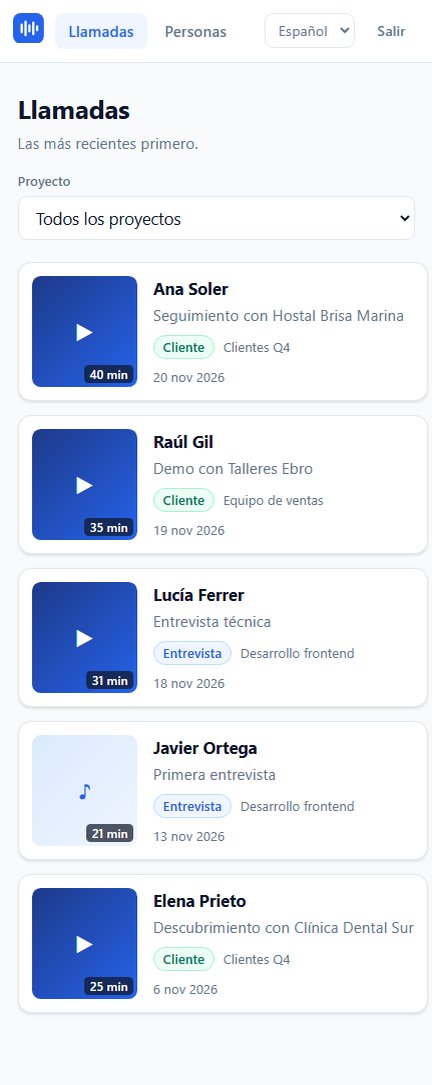 Llamadas
Personas
Español
Salir
Llamadas
Las más recientes primero.
Proyecto
Todos los proyectos
40 min
Ana Soler
Seguimiento con Hostal Brisa Marina
Cliente Clientes Q4
20 nov 2026
35 min
Raúl Gil
Demo con Talleres Ebro
Cliente Equipo de ventas
19 nov 2026
31 min
Lucía Ferrer
Entrevista técnica
Entrevista Desarrollo frontend
18 nov 2026
21 min
Javier Ortega
Primera entrevista
Entrevista Desarrollo frontend
13 nov 2026
25 min
Elena Prieto
Descubrimiento con Clínica Dental Sur
Cliente Clientes Q4
6 nov 2026